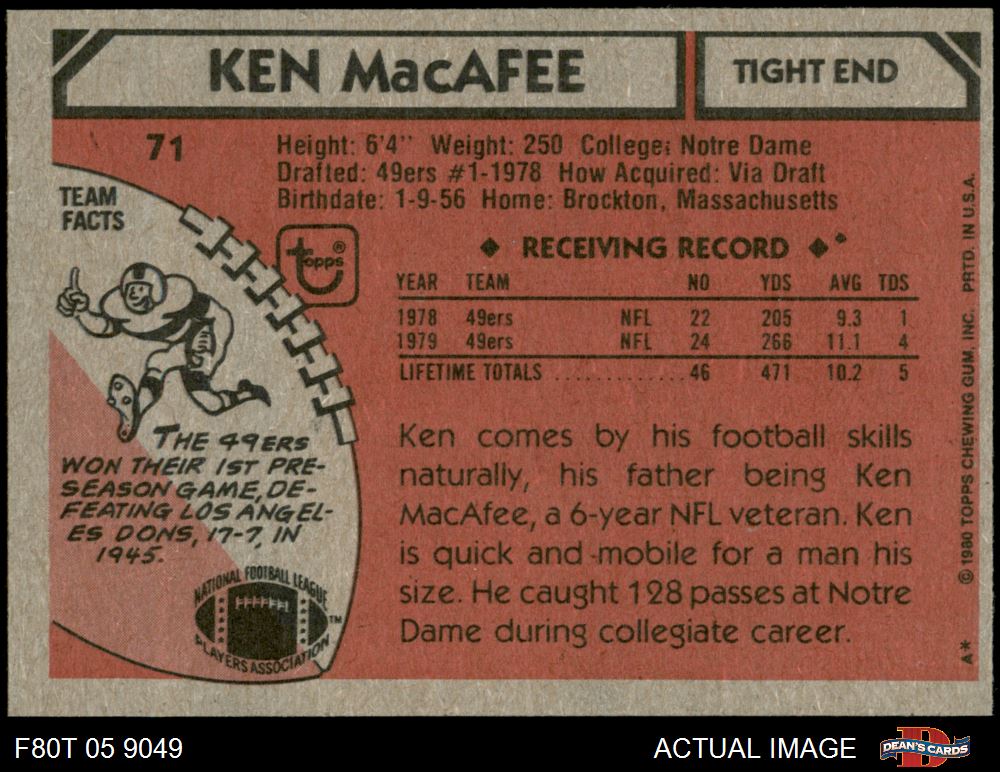 KEN MacAFEE
TIGHT END
71
Height: 6'4" Weight: 250 College: Notre Dame
Drafted: 49ers #1-1978 How Acquired: Via Draft
Birthdate: 1-9-56 Home: Brockton, Massachusetts
TEAM
FACTS
topps ®
◆ RECEIVING RECORD ◆
YEAR TEAM NO YDS AVG TDS
1978 49ers NFL 22 205 9.3 1
1979 49ers NFL 24 266 11.1 4
LIFETIME TOTALS ............. 46 471 10.2 5
THE 49ERS
WON THEIR 1ST PRE-
SEASON GAME, DE-
FEATING LOS ANGEL-
ES DONS, 17-7, IN
1945.
NATIONAL FOOTBALL LEAGUE
TM
PLAYERS ASSOCIATION
Ken comes by his football skills
naturally, his father being Ken
MacAfee, a 6-year NFL veteran. Ken
is quick and mobile for a man his
size. He caught 128 passes at Notre
Dame during collegiate career.
A* © 1980 TOPPS CHEWING GUM, INC. PRTD. IN U.S.A.
F80T 05 9049
ACTUAL IMAGE
D
DEAN'S CARDS